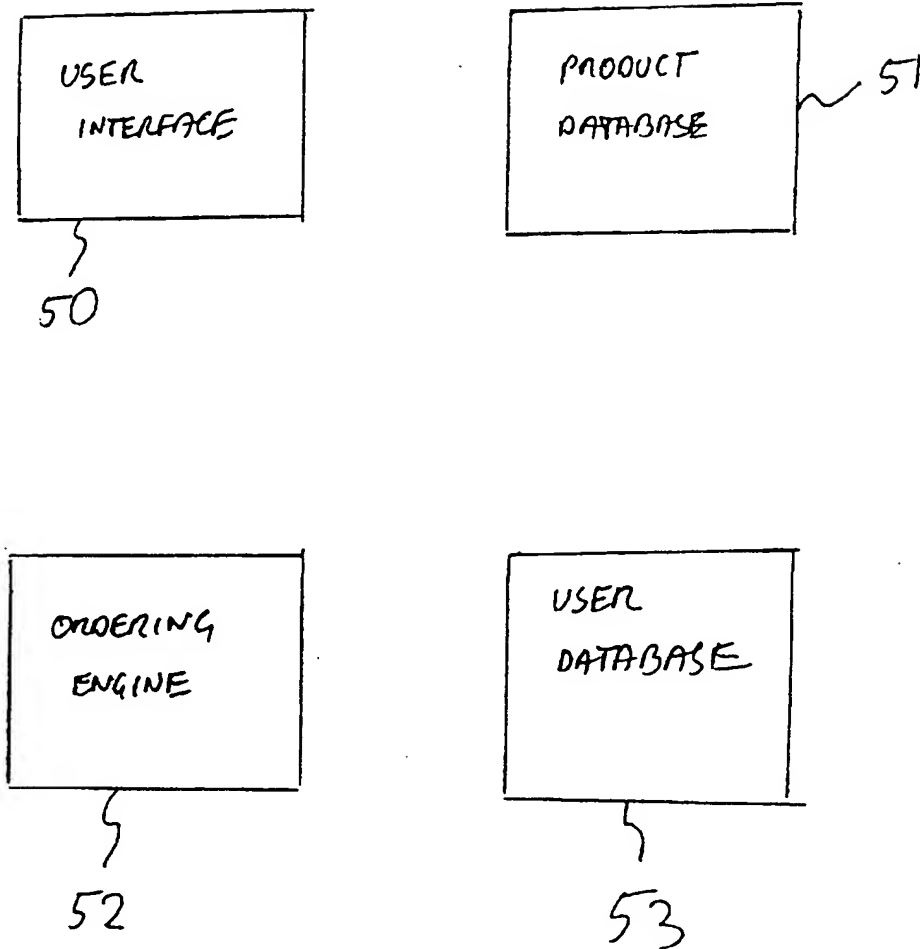 USER
INTERFACE
50
PRODUCT
DATABASE
51
ORDERING
ENGINE
52
USER
DATABASE
53